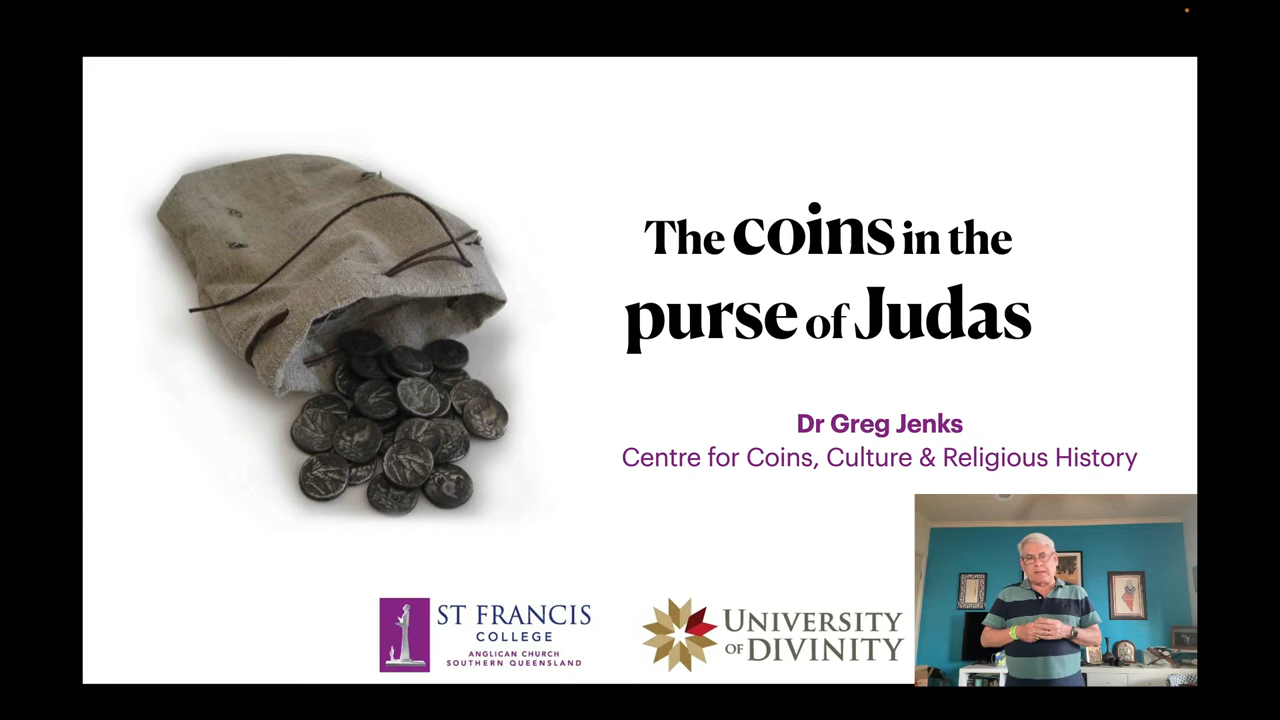 The coins in the
purse of Judas
Dr Greg Jenks
Centre for Coins, Culture & Religious History
ST FRANCIS
COLLEGE
ANGLICAN CHURCH
SOUTHERN QUEENSLAND
UNIVERSITY
OF DIVINITY